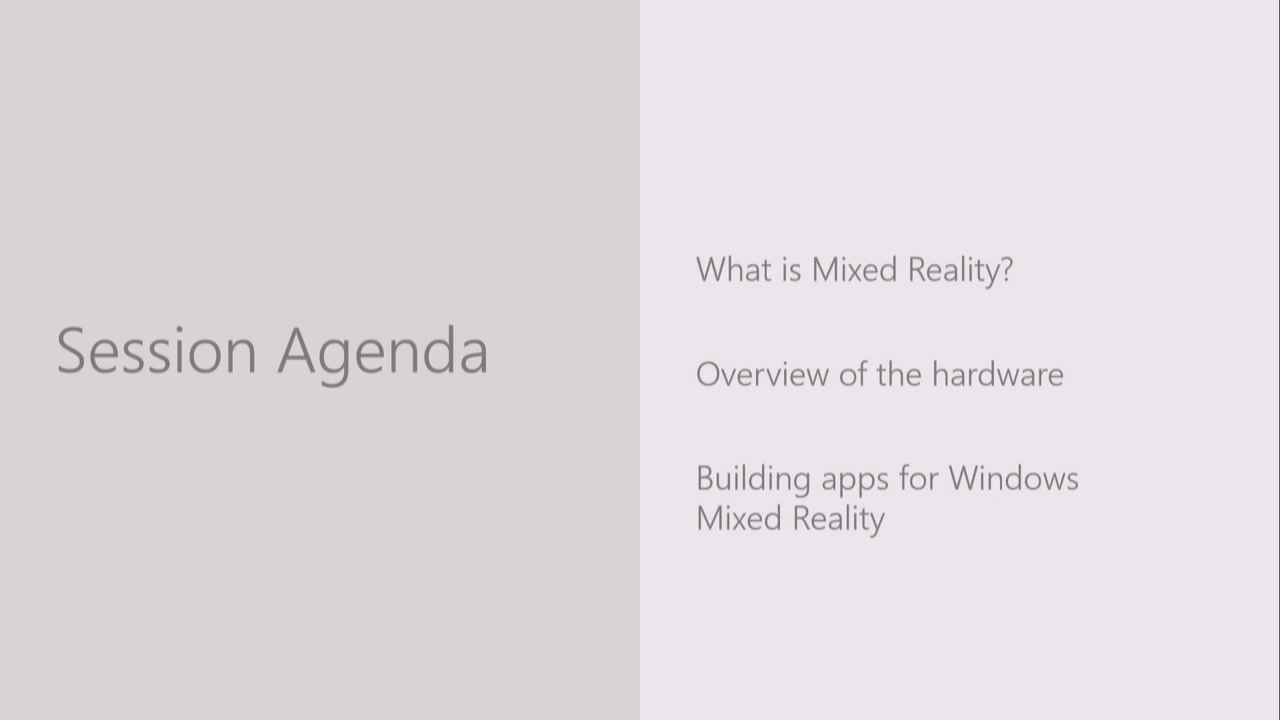 Session Agenda
What is Mixed Reality?
Overview of the hardware
Building apps for Windows
Mixed Reality